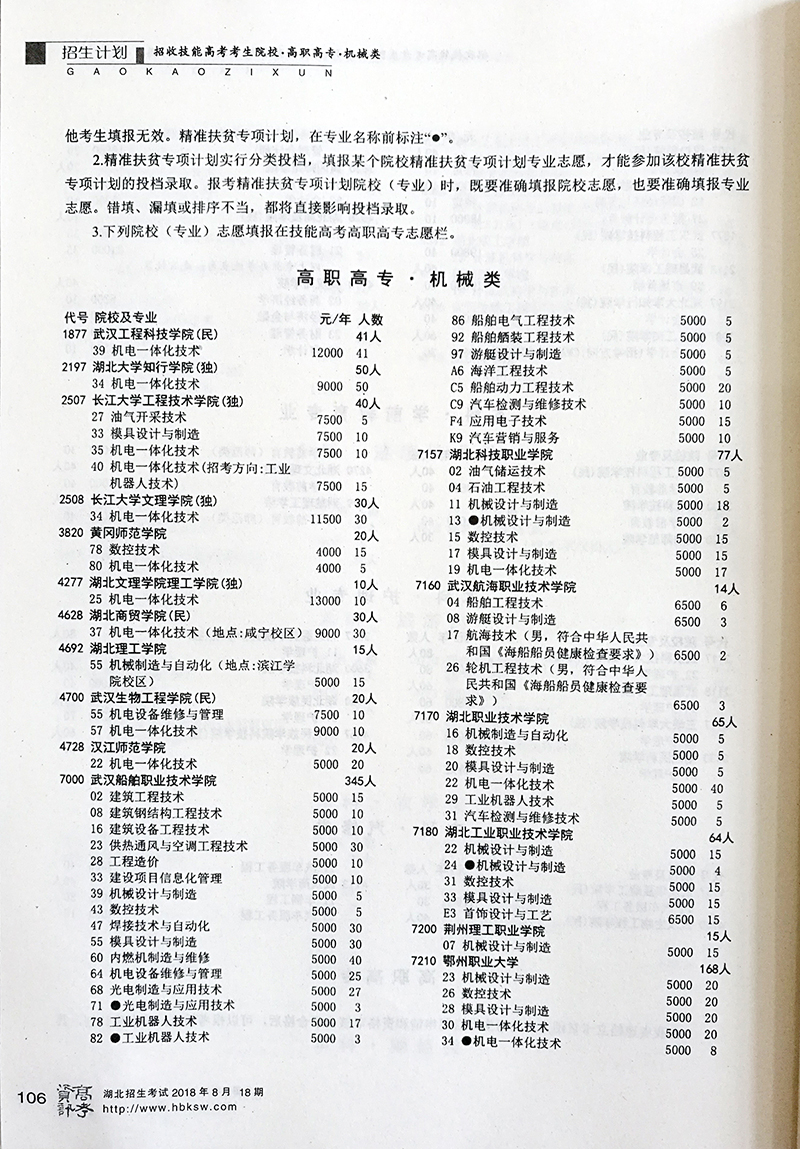 招生计划 招收技能高考考生院校·高职高专·机械类
GAOKAOZIXUN
他考生填报无效。精准扶贫专项计划，在专业名称前标注“●”。
2.精准扶贫专项计划实行分类投档，填报某个院校精准扶贫专项计划专业志愿，才能参加该校精准扶贫
专项计划的投档录取。报考精准扶贫专项计划院校（专业）时，既要准确填报院校志愿，也要准确填报专业
志愿。错填、漏填或排序不当，都将直接影响投档录取。
3.下列院校（专业）志愿填报在技能高考高职高专志愿栏。
高职高专·机械类
代号 院校及专业 元/年 人数
1877 武汉工程科技学院(民) 41人
39 机电一体化技术 12000 41
2197 湖北大学知行学院(独) 50人
34 机电一体化技术 9000 50
2507 长江大学工程技术学院(独) 40人
27 油气开采技术 7500 5
33 模具设计与制造 7500 10
35 机电一体化技术 7500 10
40 机电一体化技术(招考方向:工业
机器人技术) 7500 15
2508 长江大学文理学院(独) 30人
34 机电一体化技术 11500 30
3820 黄冈师范学院 20人
78 数控技术 4000 15
80 机电一体化技术 4000 5
4277 湖北文理学院理工学院(独) 10人
25 机电一体化技术 13000 10
4628 湖北商贸学院(民) 30人
37 机电一体化技术（地点:咸宁校区） 9000 30
4692 湖北理工学院 15人
55 机械制造与自动化（地点:滨江学
院校区） 5000 15
4700 武汉生物工程学院(民) 20人
55 机电设备维修与管理 7500 10
57 机电一体化技术 9000 10
4728 汉江师范学院 20人
22 机电一体化技术 5000 20
7000 武汉船舶职业技术学院 345人
02 建筑工程技术 5000 15
08 建筑钢结构工程技术 5000 10
16 建筑设备工程技术 5000 10
23 供热通风与空调工程技术 5000 30
28 工程造价 5000 10
33 建设项目信息化管理 5000 10
39 机械设计与制造 5000 5
43 数控技术 5000 5
47 焊接技术与自动化 5000 30
55 模具设计与制造 5000 30
60 内燃机制造与维修 5000 40
64 机电设备维修与管理 5000 25
68 光电制造与应用技术 5000 27
71 ●光电制造与应用技术 5000 3
78 工业机器人技术 5000 17
82 ●工业机器人技术 5000 3
86 船舶电气工程技术 5000 5
92 船舶舾装工程技术 5000 5
97 游艇设计与制造 5000 5
A6 海洋工程技术 5000 5
C5 船舶动力工程技术 5000 20
C9 汽车检测与维修技术 5000 10
F4 应用电子技术 5000 15
K9 汽车营销与服务 5000 10
7157 湖北科技职业学院 77人
02 油气储运技术 5000 5
04 石油工程技术 5000 5
11 机械设计与制造 5000 18
13 ●机械设计与制造 5000 2
15 数控技术 5000 15
17 模具设计与制造 5000 15
19 机电一体化技术 5000 17
7160 武汉航海职业技术学院 14人
04 船舶工程技术 6500 6
08 游艇设计与制造 6500 3
17 航海技术（男，符合中华人民共
和国《海船船员健康检查要求》） 6500 2
26 轮机工程技术（男，符合中华人
民共和国《海船船员健康检查要
求》） 6500 3
7170 湖北职业技术学院 65人
16 机械制造与自动化 5000 5
18 数控技术 5000 5
20 模具设计与制造 5000 5
22 机电一体化技术 5000 40
29 工业机器人技术 5000 5
31 汽车检测与维修技术 5000 5
7180 湖北工业职业技术学院 64人
22 机械设计与制造 5000 15
24 ●机械设计与制造 5000 4
31 数控技术 5000 15
33 模具设计与制造 5000 15
E3 首饰设计与工艺 6500 15
7200 荆州理工职业学院 15人
07 机械设计与制造 5000 15
7210 鄂州职业大学 168人
23 机械设计与制造 5000 20
26 数控技术 5000 20
28 模具设计与制造 5000 20
30 机电一体化技术 5000 20
34 ●机电一体化技术 5000 8
106 高考资讯 湖北招生考试 2018年8月 18期
http://www.hbksw.com